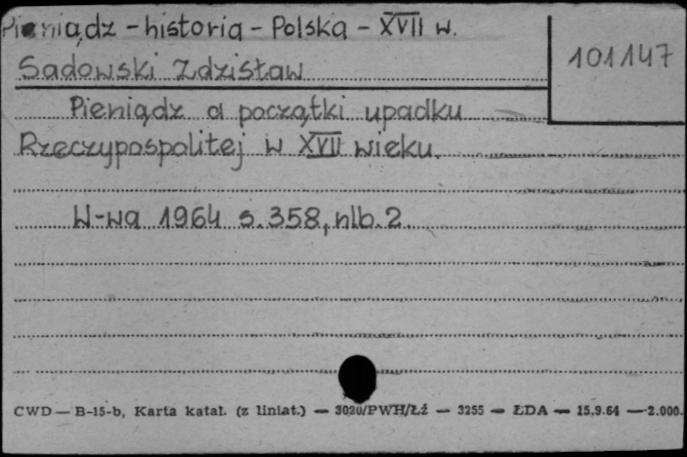 Pieniądz - historia - Polska - XVII w.
101147
Sadowski Zdzisław
Pieniądz a początki upadku
Rzeczypospolitej w XVII wieku.
W-wa 1964 s.358, nlb.2.
CWD — B-15-b, Karta katal. (z liniat.) — 3020/PWH/Łź — 3255 — ŁDA — 15.9.64 — 2.000.